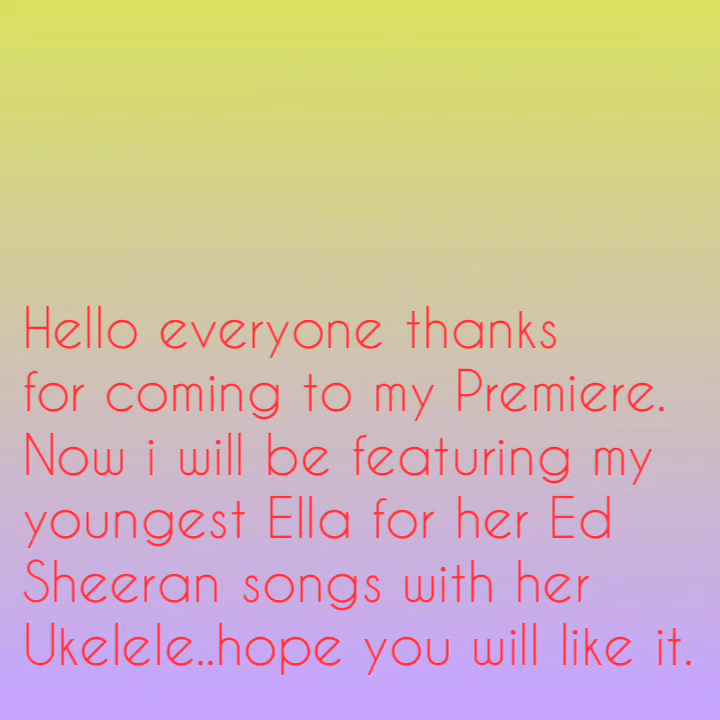 Hello everyone thanks
for coming to my Premiere.
Now i will be featuring my
youngest Ella for her Ed
Sheeran songs with her
Ukelele..hope you will like it.